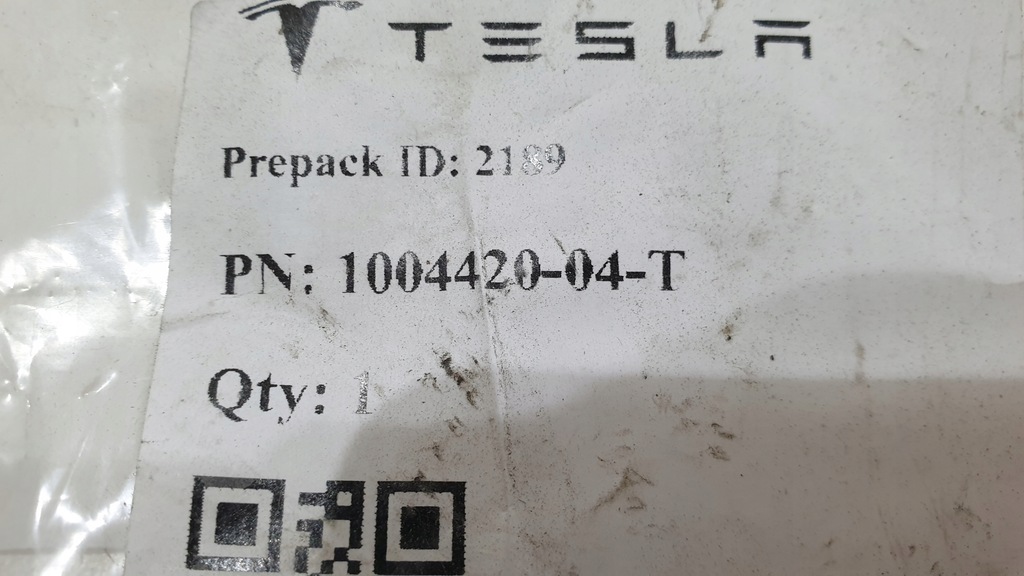 TESLA
Prepack ID: 2189
PN: 1004420-04-T
Qty: 1